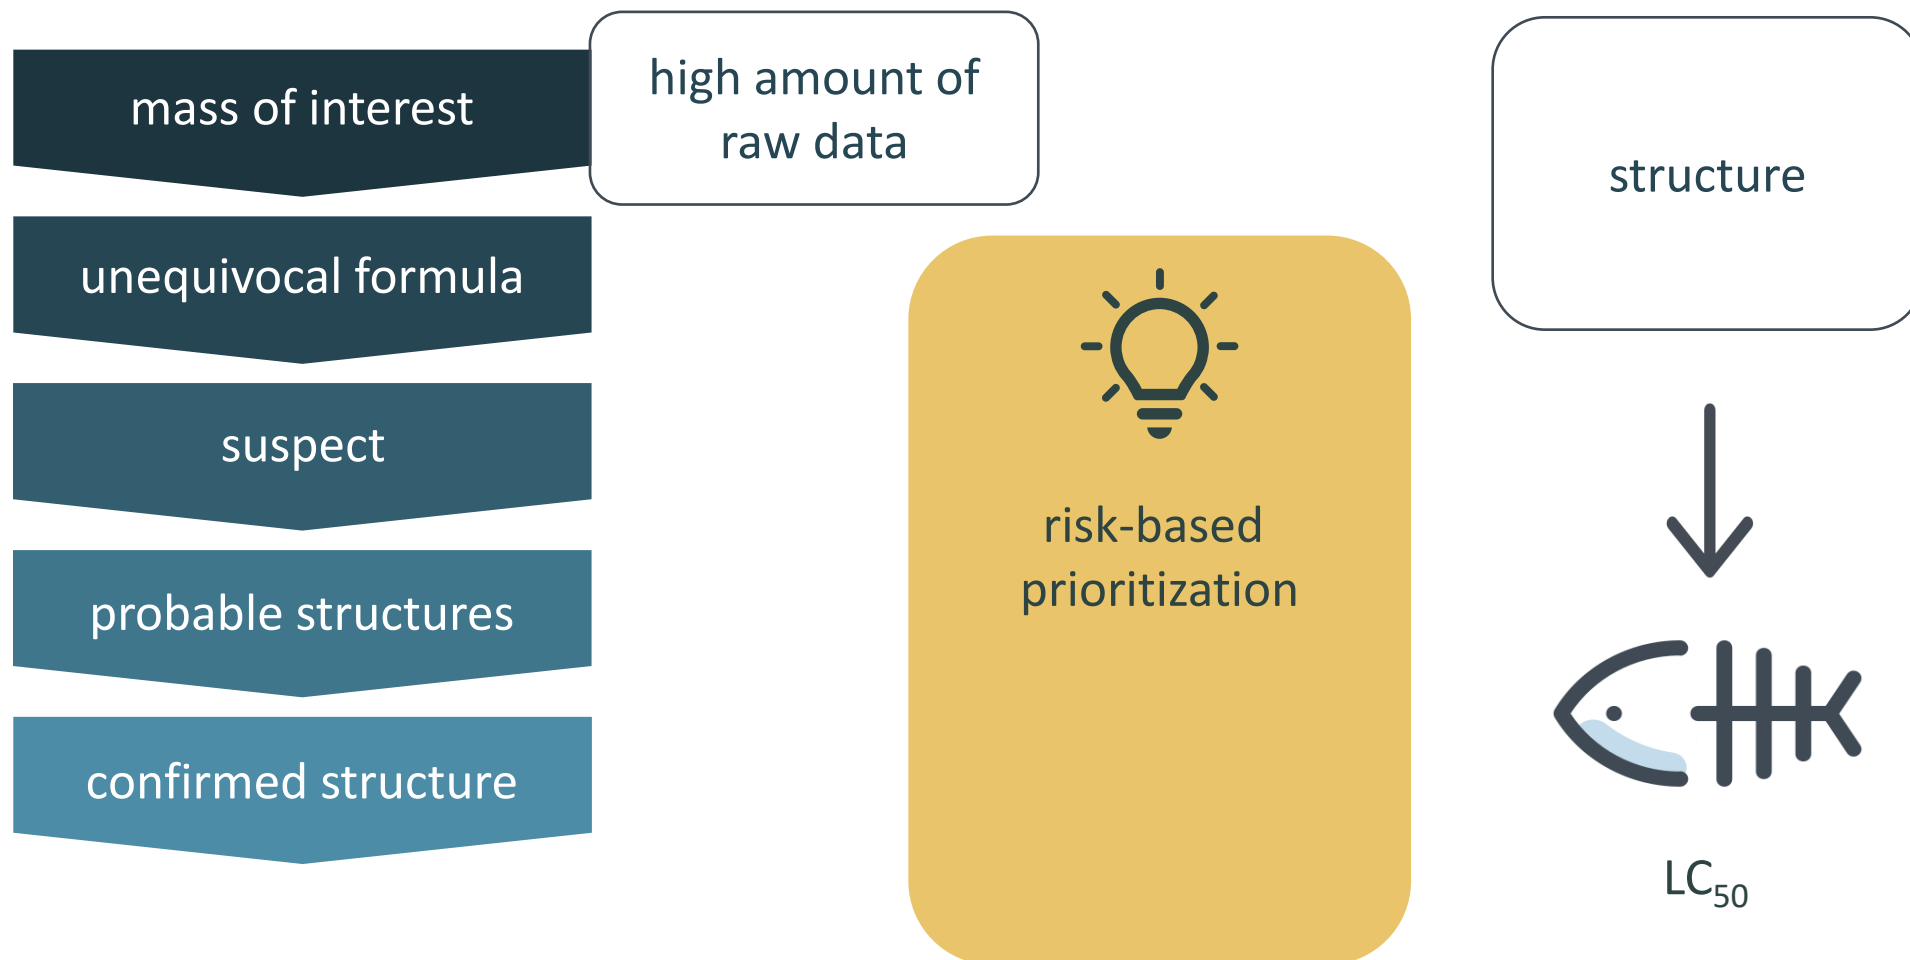 mass of interest
unequivocal formula
suspect
probable structures
confirmed structure
high amount of
raw data
risk-based
prioritization
structure
LC₅₀